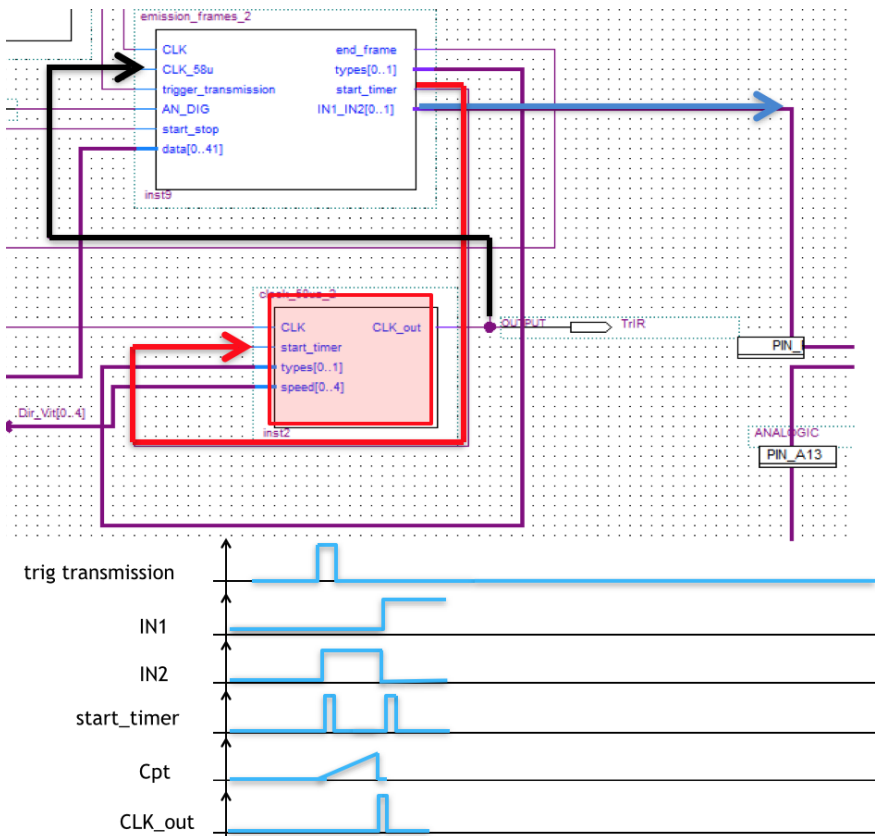 emission_frames_2
CLK
end_frame
CLK_58u
types[0..1]
trigger_transmission
start_timer
AN_DIG
IN1_IN2[0..1]
start_stop
data[0..41]
inst9
CLK
CLK_out
OUTPUT
TrIR
start_timer
types[0..1]
speed[0..4]
Dir_Vit[0..4]
inst2
ANALOGIC
PIN_A13
trig transmission
IN1
IN2
start_timer
Cpt
CLK_out